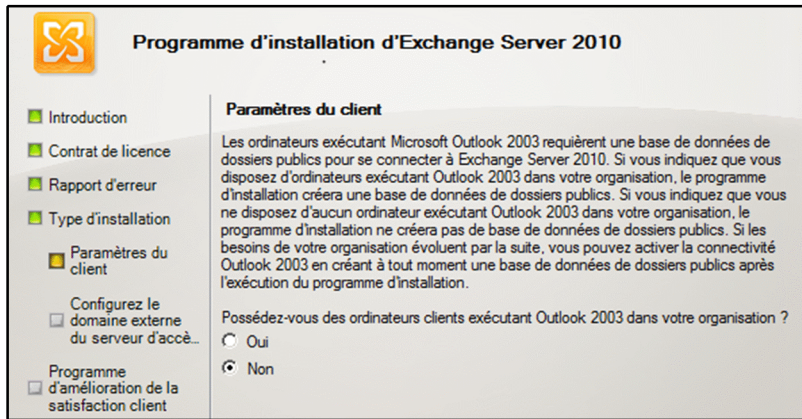 Programme d'installation d'Exchange Server 2010
Introduction
Contrat de licence
Rapport d'erreur
Type d'installation
Paramètres du
client
Configurez le
domaine externe
du serveur d'accè...
Programme
d'amélioration de la
satisfaction client
Paramètres du client
Les ordinateurs exécutant Microsoft Outlook 2003 requièrent une base de données de
dossiers publics pour se connecter à Exchange Server 2010. Si vous indiquez que vous
disposez d'ordinateurs exécutant Outlook 2003 dans votre organisation, le programme
d'installation créera une base de données de dossiers publics. Si vous indiquez que vous
ne disposez d'aucun ordinateur exécutant Outlook 2003 dans votre organisation, le
programme d'installation ne créera pas de base de données de dossiers publics. Si les
besoins de votre organisation évoluent par la suite, vous pouvez activer la connectivité
Outlook 2003 en créant à tout moment une base de données de dossiers publics après
l'exécution du programme d'installation.
Possédez-vous des ordinateurs clients exécutant Outlook 2003 dans votre organisation ?
Oui
Non